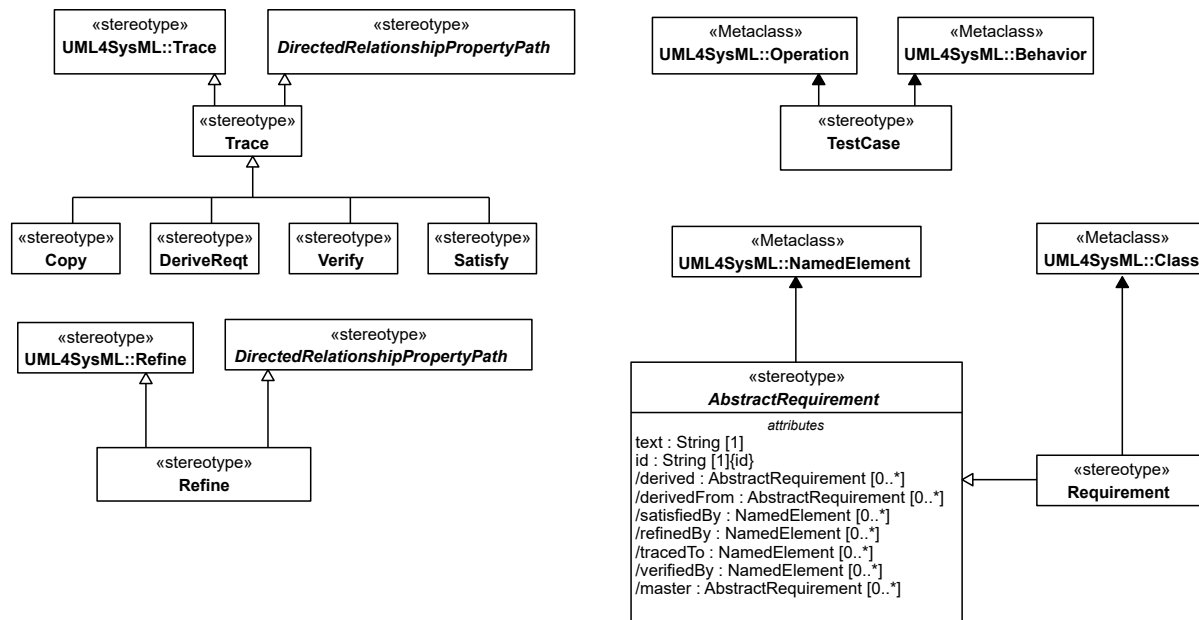 «stereotype»
UML4SysML::Trace
«stereotype»
DirectedRelationshipPropertyPath
«stereotype»
Trace
«stereotype»
Copy
«stereotype»
DeriveReqt
«stereotype»
Verify
«stereotype»
Satisfy
«stereotype»
UML4SysML::Refine
«stereotype»
DirectedRelationshipPropertyPath
«stereotype»
Refine
«Metaclass»
UML4SysML::Operation
«Metaclass»
UML4SysML::Behavior
«stereotype»
TestCase
«Metaclass»
UML4SysML::NamedElement
«Metaclass»
UML4SysML::Class
«stereotype»
AbstractRequirement
attributes
text : String [1]
id : String [1]{id}
/derived : AbstractRequirement [0..*]
/derivedFrom : AbstractRequirement [0..*]
/satisfiedBy : NamedElement [0..*]
/refinedBy : NamedElement [0..*]
/tracedTo : NamedElement [0..*]
/verifiedBy : NamedElement [0..*]
/master : AbstractRequirement [0..*]
«stereotype»
Requirement